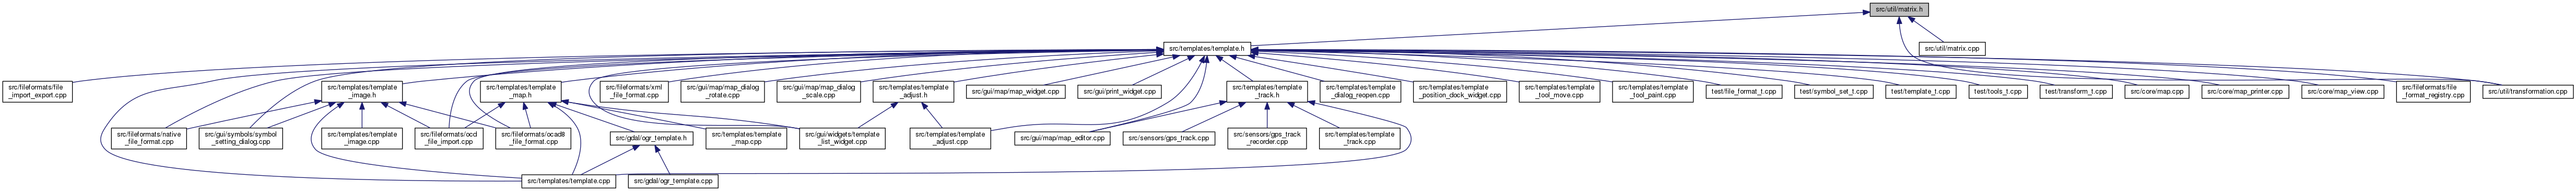 src/util/matrix.h
src/templates/template.h
src/util/matrix.cpp
src/fileformats/file
_import_export.cpp
src/templates/template
_image.h
src/templates/template
_map.h
src/fileformats/xml
_file_format.cpp
src/gui/map/map_dialog
_rotate.cpp
src/gui/map/map_dialog
_scale.cpp
src/templates/template
_adjust.h
src/gui/map/map_widget.cpp
src/gui/print_widget.cpp
src/templates/template
_track.h
src/templates/template
_dialog_reopen.cpp
src/templates/template
_position_dock_widget.cpp
src/templates/template
_tool_move.cpp
src/templates/template
_tool_paint.cpp
test/file_format_t.cpp
test/symbol_set_t.cpp
test/template_t.cpp
test/tools_t.cpp
test/transform_t.cpp
src/core/map.cpp
src/core/map_printer.cpp
src/core/map_view.cpp
src/fileformats/file
_format_registry.cpp
src/util/transformation.cpp
src/fileformats/native
_file_format.cpp
src/gui/symbols/symbol
_setting_dialog.cpp
src/templates/template
_image.cpp
src/fileformats/ocd
_file_import.cpp
src/fileformats/ocad8
_file_format.cpp
src/gdal/ogr_template.h
src/templates/template
_map.cpp
src/gui/widgets/template
_list_widget.cpp
src/templates/template
_adjust.cpp
src/gui/map/map_editor.cpp
src/sensors/gps_track.cpp
src/sensors/gps_track
_recorder.cpp
src/templates/template
_track.cpp
src/templates/template.cpp
src/gdal/ogr_template.cpp